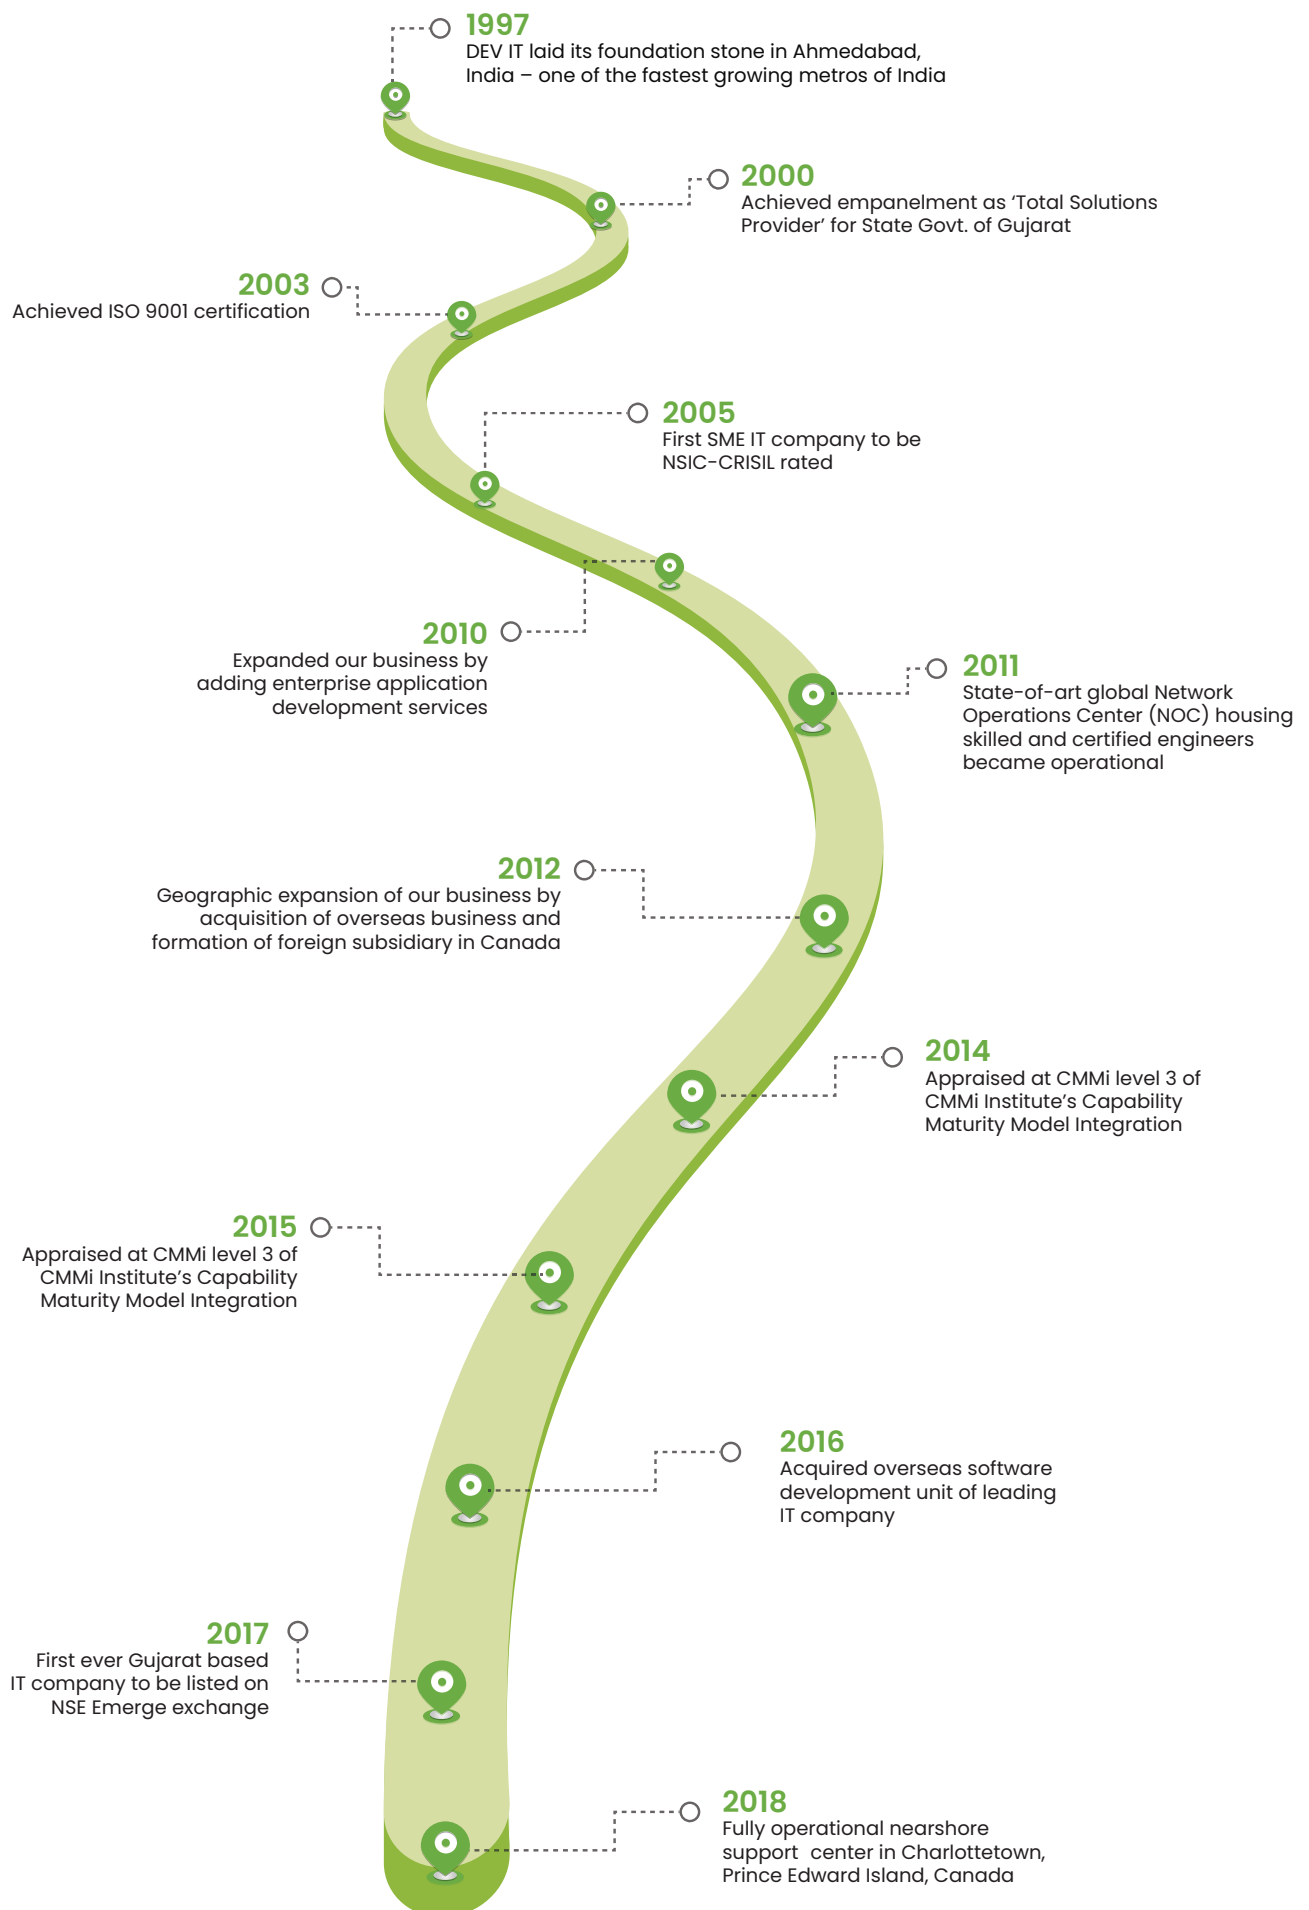 1997
DEV IT laid its foundation stone in Ahmedabad,
India – one of the fastest growing metros of India
2000
Achieved empanelment as ‘Total Solutions
Provider’ for State Govt. of Gujarat
2003
Achieved ISO 9001 certification
2005
First SME IT company to be
NSIC-CRISIL rated
2010
Expanded our business by
adding enterprise application
development services
2011
State-of-art global Network
Operations Center (NOC) housing
skilled and certified engineers
became operational
2012
Geographic expansion of our business by
acquisition of overseas business and
formation of foreign subsidiary in Canada
2014
Appraised at CMMi level 3 of
CMMi Institute’s Capability
Maturity Model Integration
2015
Appraised at CMMi level 3 of
CMMi Institute’s Capability
Maturity Model Integration
2016
Acquired overseas software
development unit of leading
IT company
2017
First ever Gujarat based
IT company to be listed on
NSE Emerge exchange
2018
Fully operational nearshore
support  center in Charlottetown,
Prince Edward Island, Canada